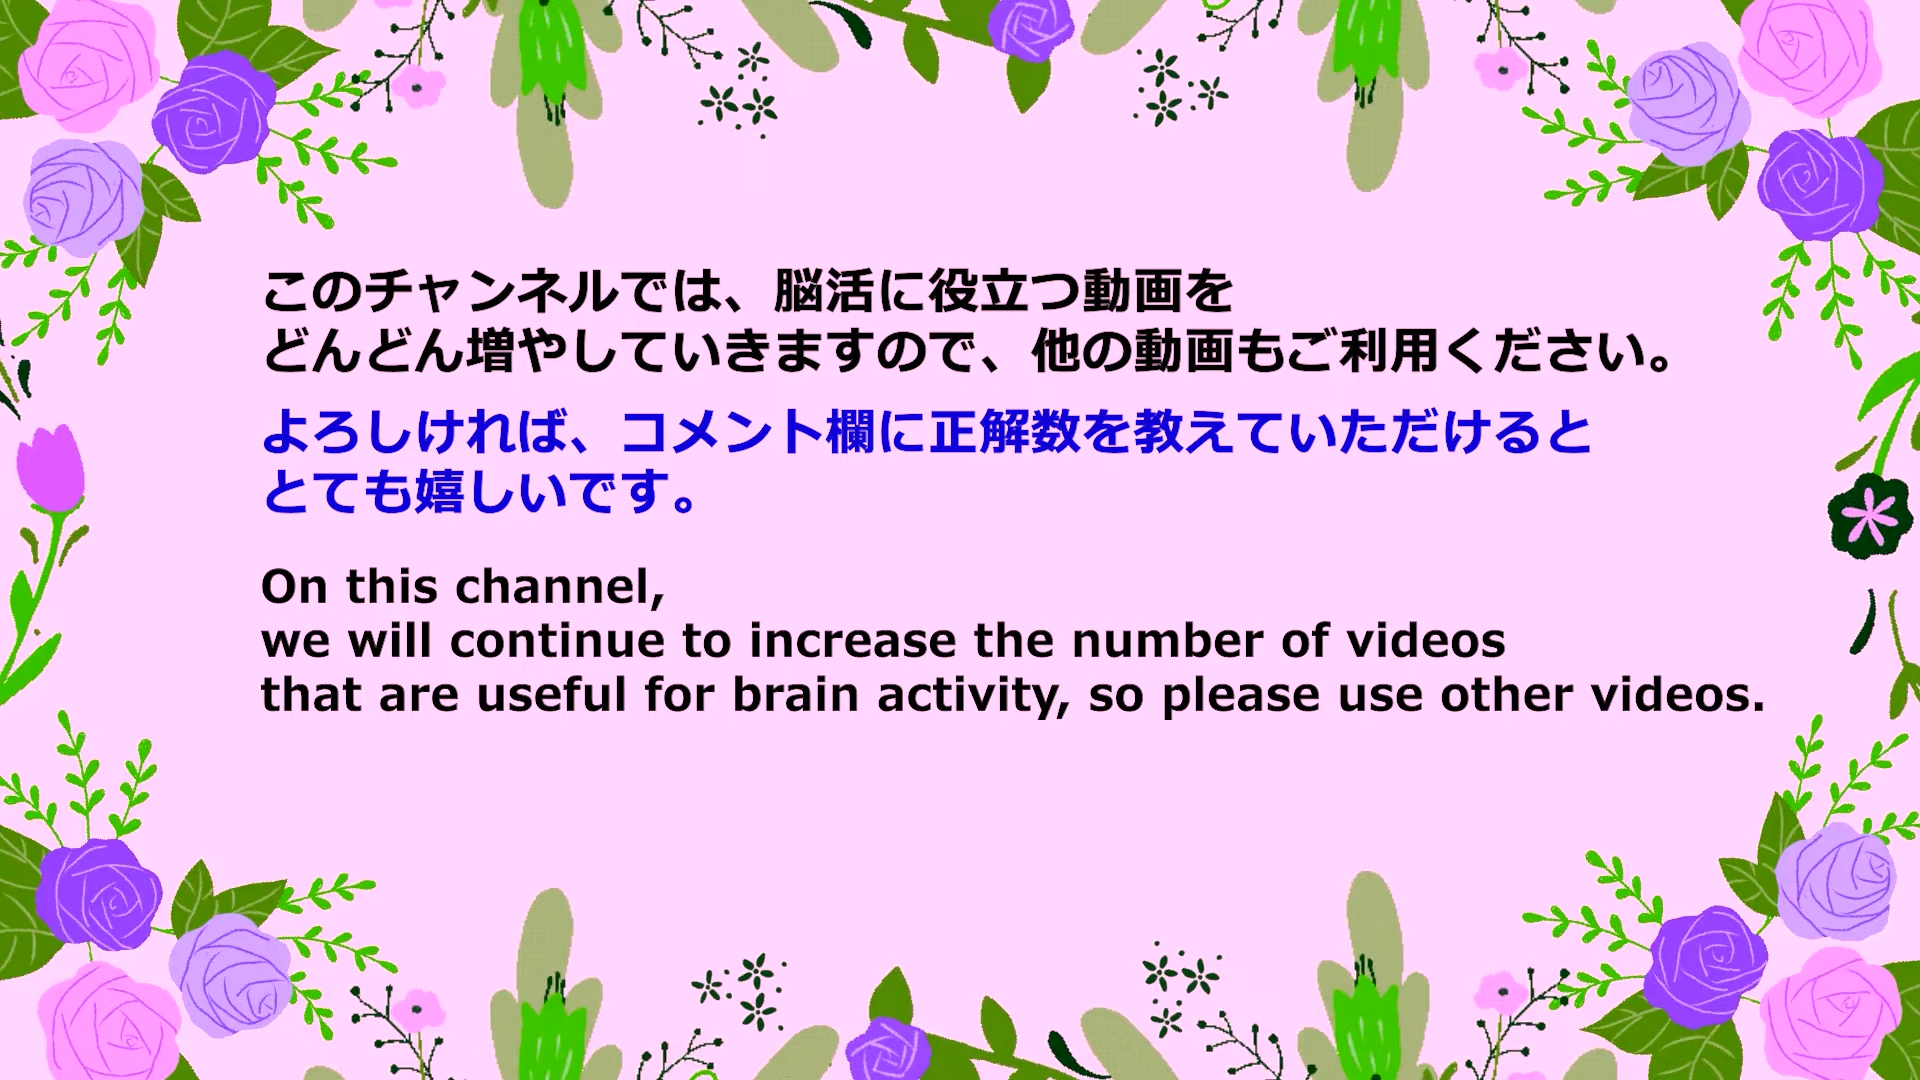 このチャンネルでは、脳活に役立つ動画を
どんどん増やしていきますので、他の動画もご利用ください。
よろしければ、コメント欄に正解数を教えていただけると
とても嬉しいです。
On this channel,
we will continue to increase the number of videos
that are useful for brain activity, so please use other videos.